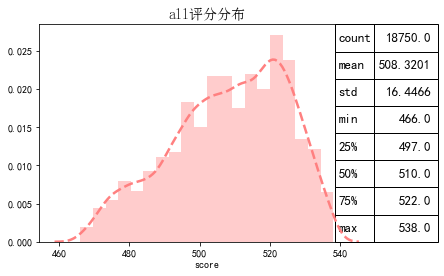 all评分分布
0.025
0.020
0.015
0.010
0.005
0.000
460 480 500 520 540
score
count 18750.0
mean 508.3201
std 16.4466
min 466.0
25% 497.0
50% 510.0
75% 522.0
max 538.0